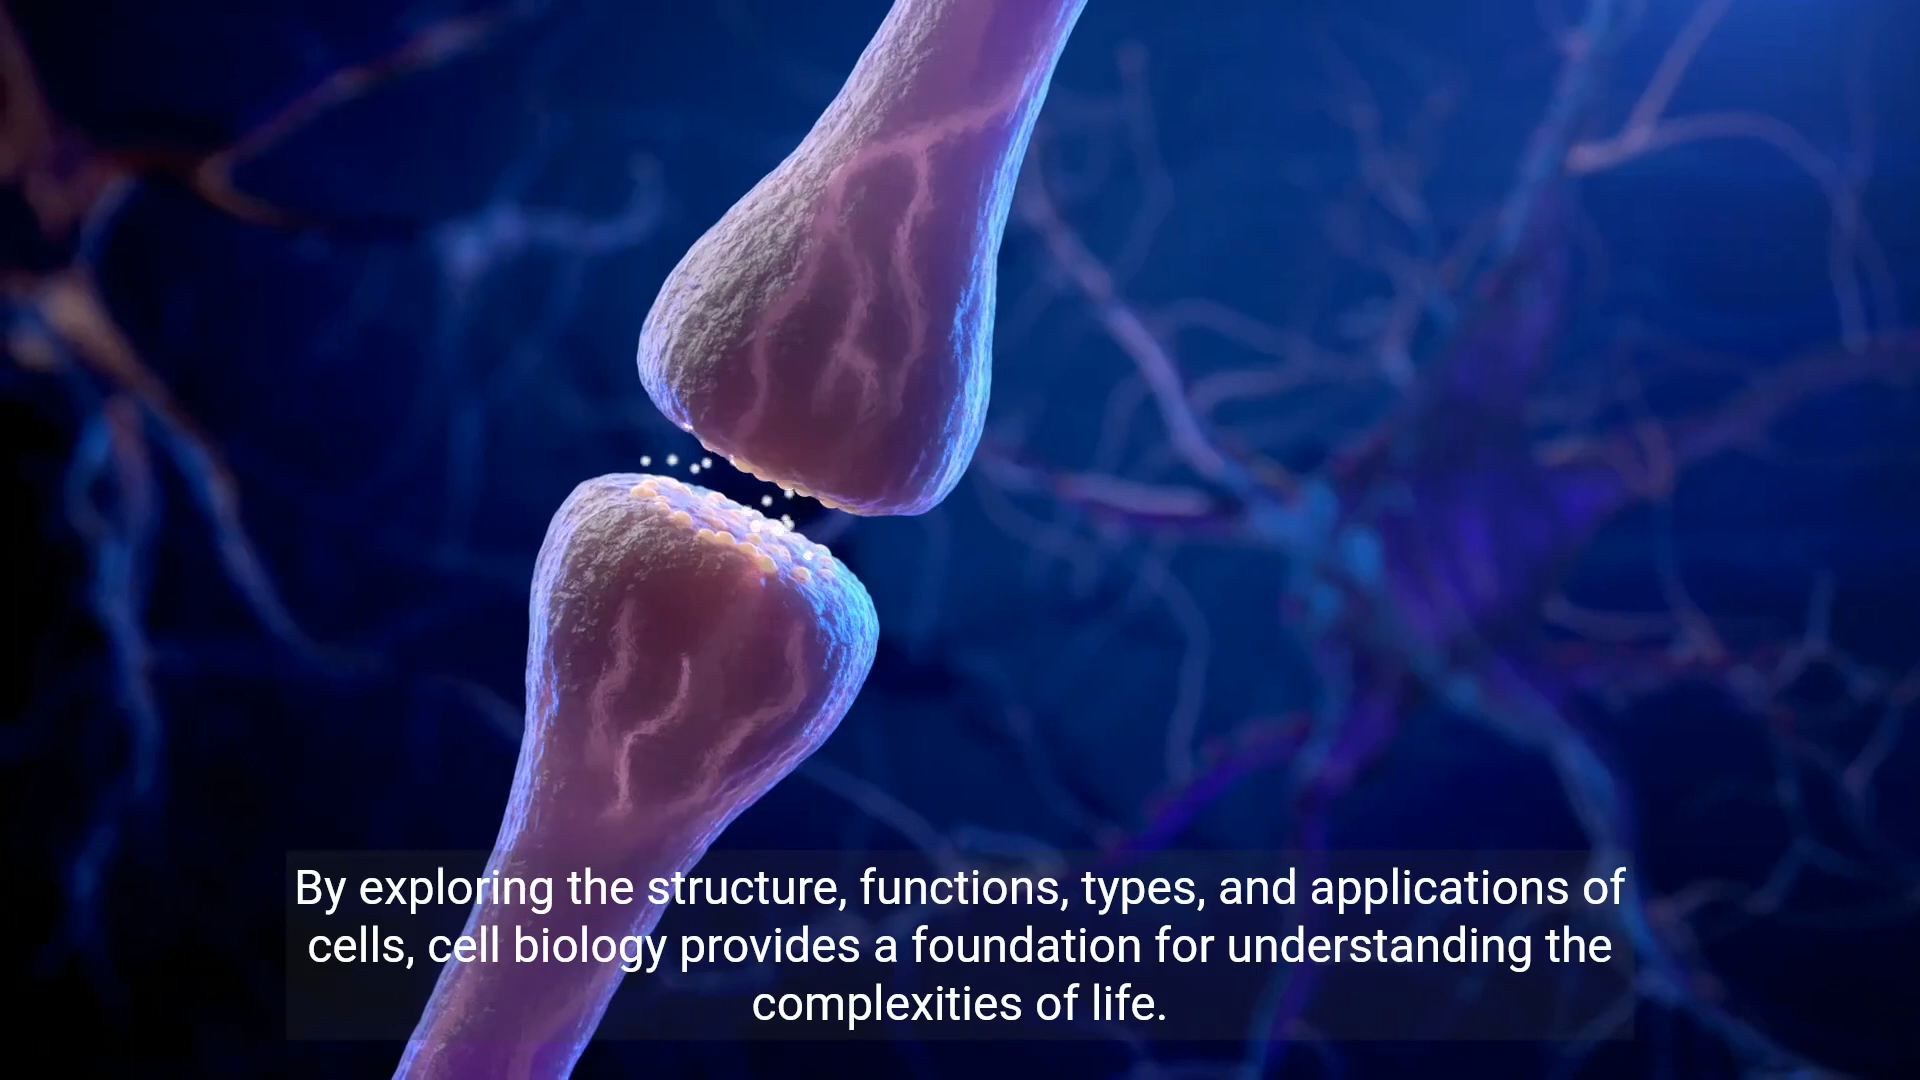 By exploring the structure, functions, types, and applications of
cells, cell biology provides a foundation for understanding the
complexities of life.